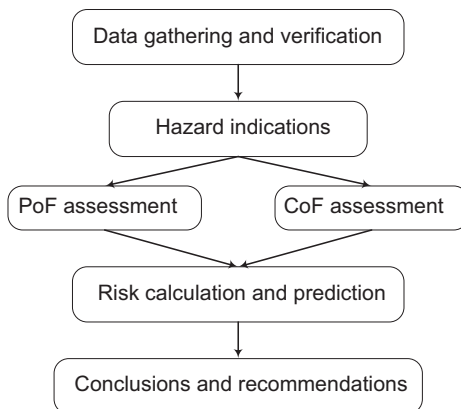 Data gathering and verification
Hazard indications
PoF assessment
CoF assessment
Risk calculation and prediction
Conclusions and recommendations